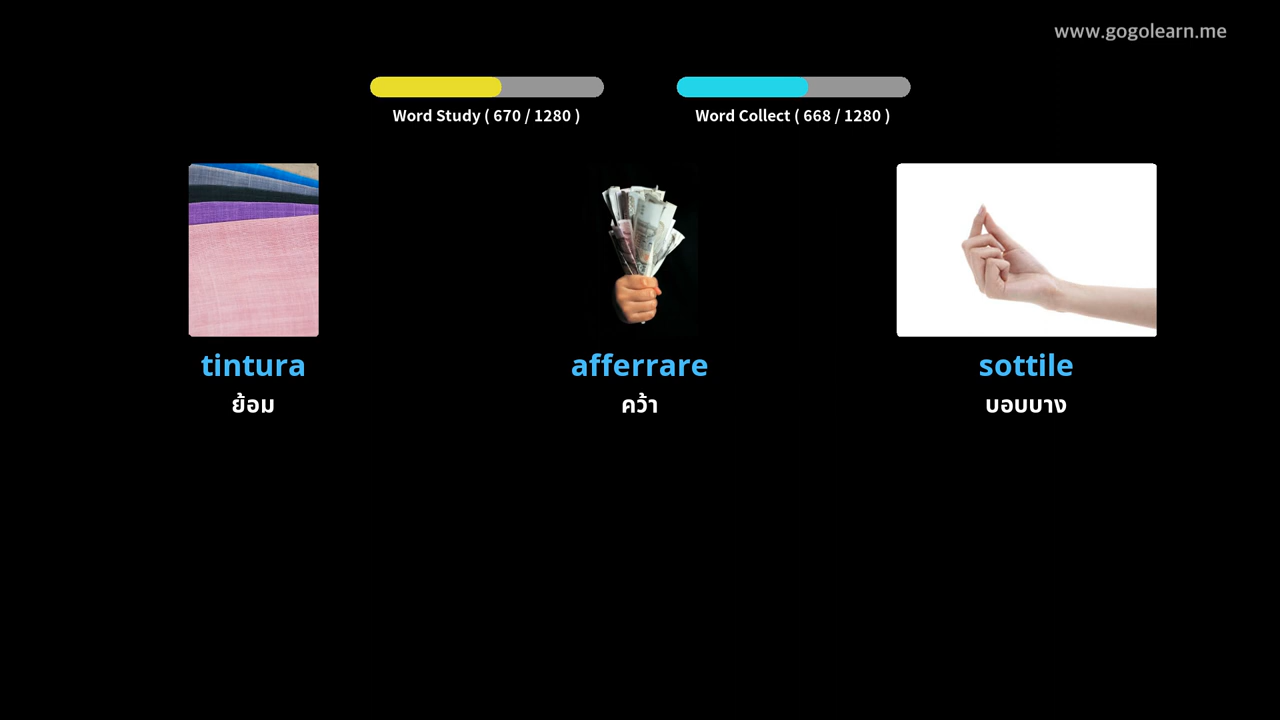 www.gogolearn.me
Word Study ( 670 / 1280 )
Word Collect ( 668 / 1280 )
tintura
ย้อม
afferrare
คว้า
sottile
บอบบาง